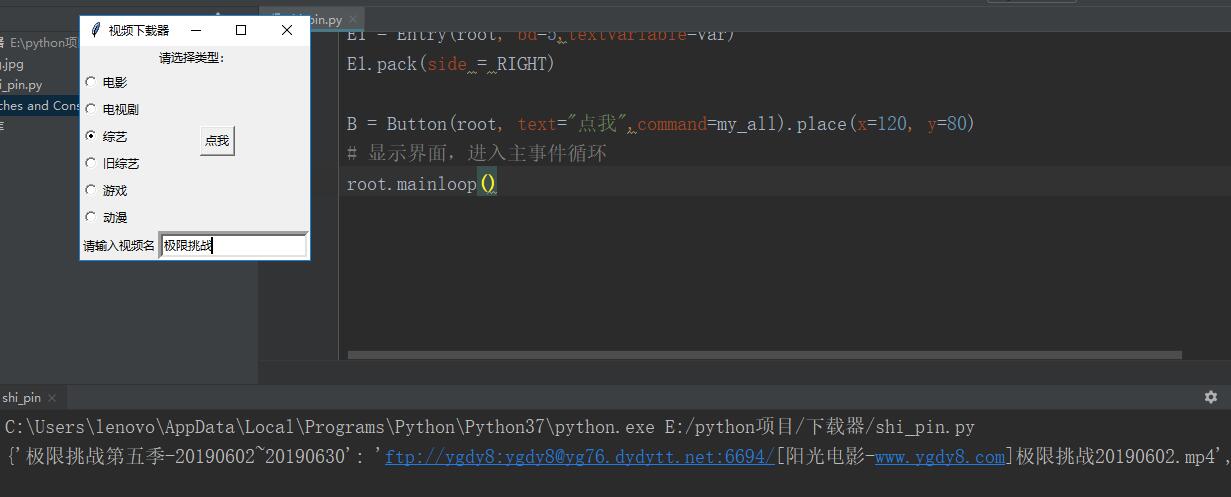 视频下载器
pin.py
E:\python项
.jpg
i_pin.py
ches and Cons
库
请选择类型:
电影
电视剧
综艺
旧综艺
游戏
动漫
点我
请输入视频名
极限挑战
E1 = Entry(root, bd=5,textvariable=var)
E1.pack(side = RIGHT)
B = Button(root, text="点我",command=my_all).place(x=120, y=80)
# 显示界面，进入主事件循环
root.mainloop()
shi_pin
C:\Users\lenovo\AppData\Local\Programs\Python\Python37\python.exe E:/python项目/下载器/shi_pin.py
{'极限挑战第五季-20190602~20190630': 'ftp://ygdy8:ygdy8@yg76.dydytt.net:6694/[阳光电影-www.ygdy8.com]极限挑战20190602.mp4',